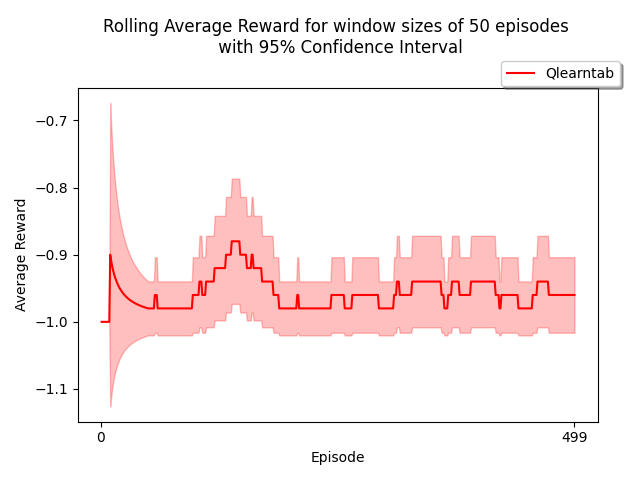 Rolling Average Reward for window sizes of 50 episodes
with 95% Confidence Interval
Qlearntab
−0.7
−0.8
−0.9
−1.0
−1.1
Average Reward
0
499
Episode